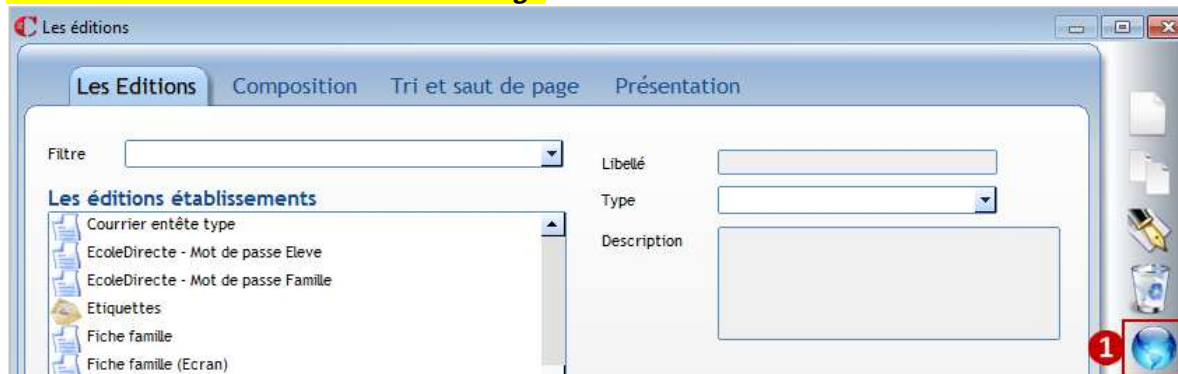 Les éditions
Les Editions Composition Tri et saut de page Présentation
Filtre
Libellé
Les éditions établissements
Type
Courrier entête type
Description
EcoleDirecte - Mot de passe Eleve
EcoleDirecte - Mot de passe Famille
Etiquettes
Fiche famille
1
Fiche famille (Ecran)